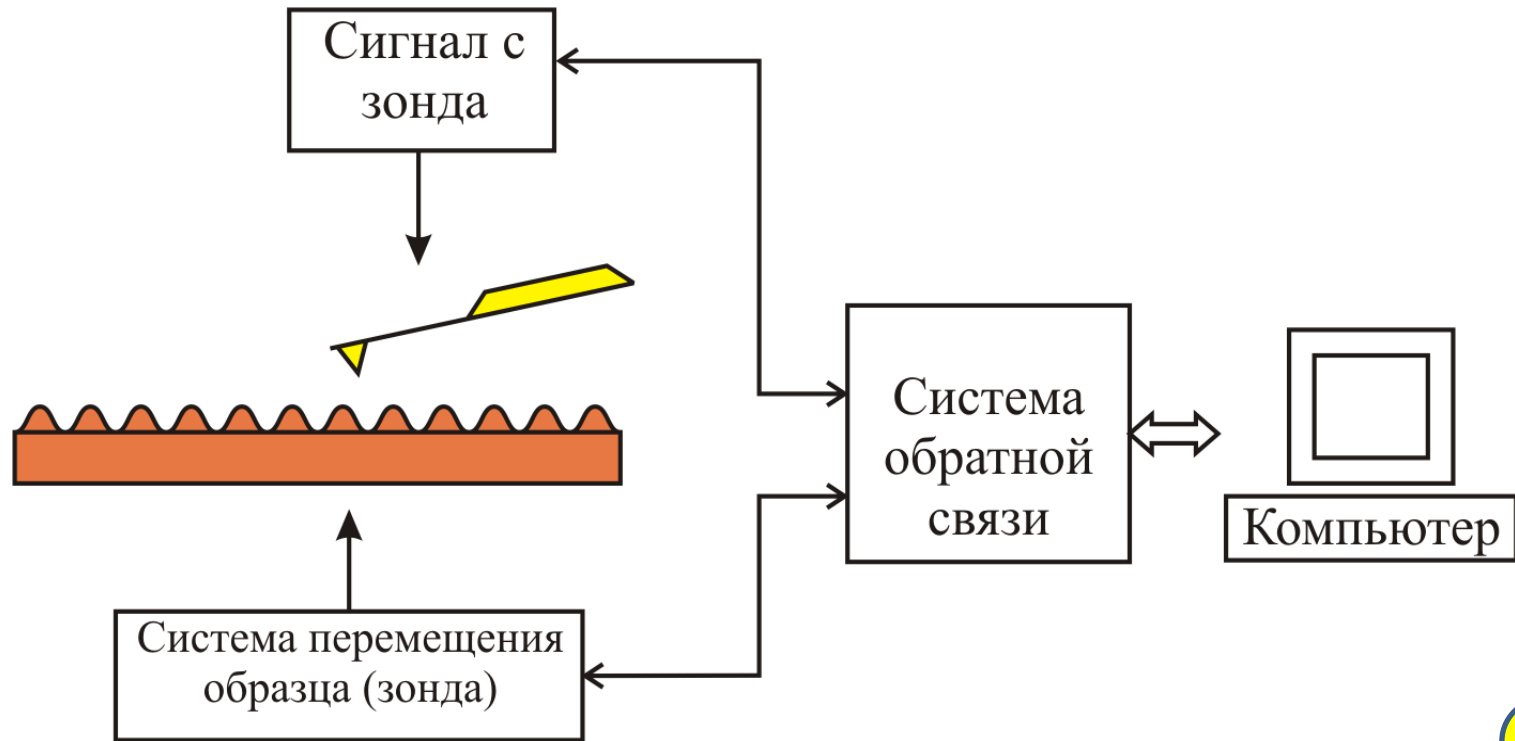 Сигнал с
зонда
Система
обратной
связи
Компьютер
Система перемещения
образца (зонда)